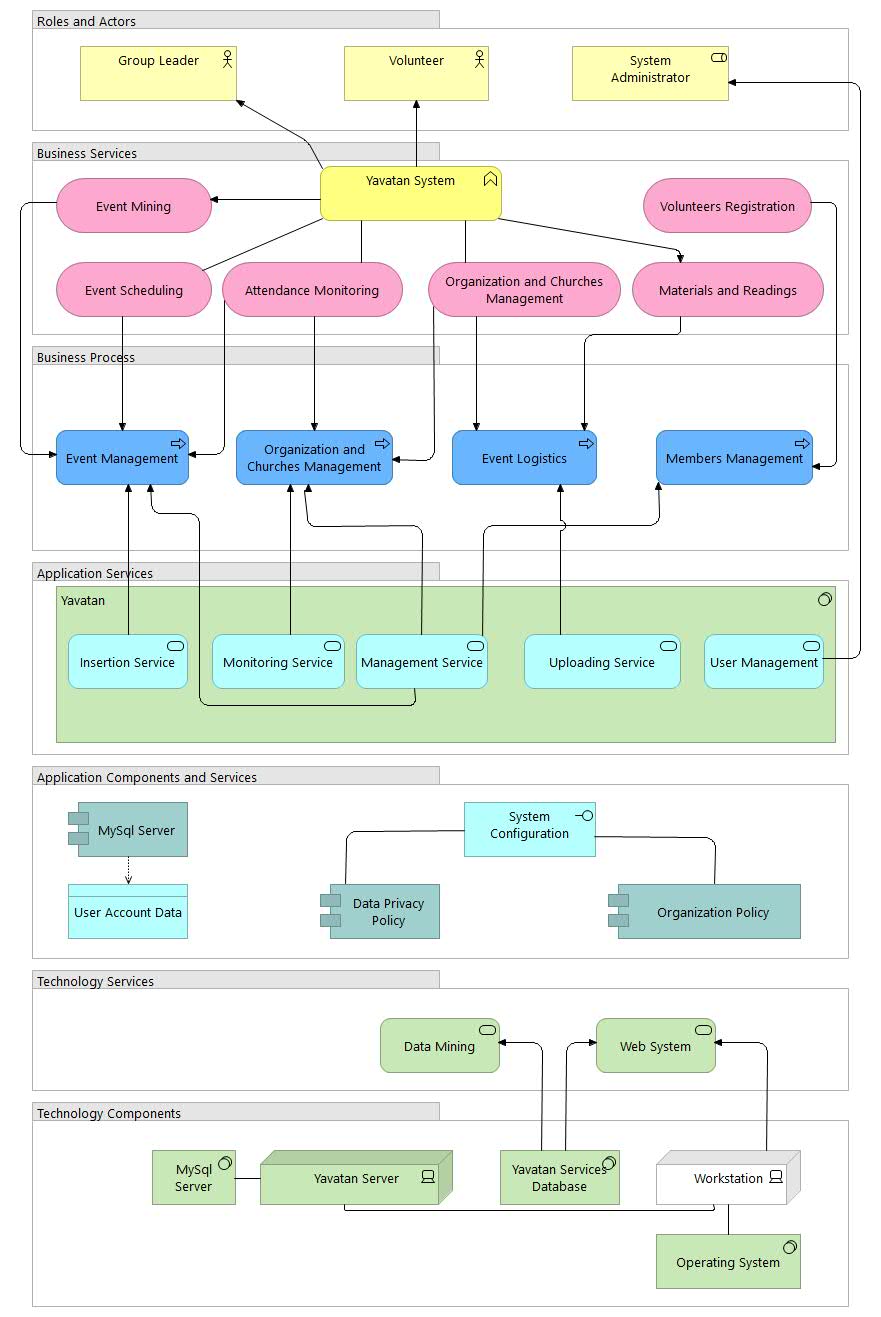 Roles and Actors
Group Leader
Volunteer
System
Administrator
Business Services
Yavatan System
Event Mining
Volunteers Registration
Event Scheduling
Attendance Monitoring
Organization and Churches
Management
Materials and Readings
Business Process
Event Management
Organization and
Churches Management
Event Logistics
Members Management
Application Services
Yavatan
Insertion Service
Monitoring Service
Management Service
Uploading Service
User Management
Application Components and Services
MySql Server
System
Configuration
User Account Data
Data Privacy
Policy
Organization Policy
Technology Services
Data Mining
Web System
Technology Components
MySql
Server
Yavatan Server
Yavatan Services
Database
Workstation
Operating System